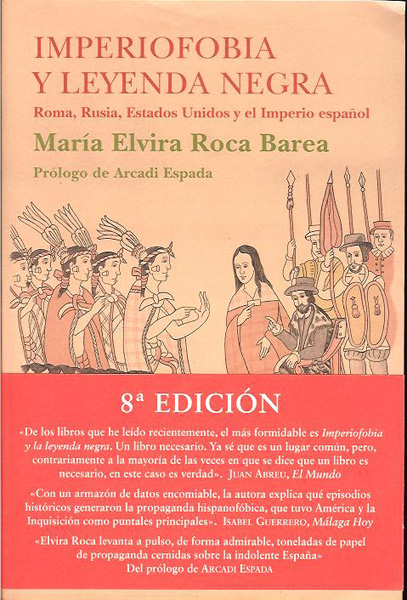 IMPERIOFOBIA
Y LEYENDA NEGRA
Roma, Rusia, Estados Unidos y el Imperio español
María Elvira Roca Barea
Prólogo de Arcadi Espada
8ª EDICIÓN
«De los libros que he leído recientemente, el más formidable es Imperiofobia
y la leyenda negra. Un libro necesario. Ya sé que es un lugar común, pero,
contrariamente a la mayoría de las veces en que se dice que un libro es
necesario, en este caso es verdad». JUAN ABREU, El Mundo
«Con un armazón de datos encomiable, la autora explica qué episodios
históricos generaron la propaganda hispanofóbica, que tuvo América y la
Inquisición como puntales principales». ISABEL GUERRERO, Málaga Hoy
«Elvira Roca levanta a pulso, de forma admirable, toneladas de papel
de propaganda cernidas sobre la indolente España»
Del prólogo de ARCADI ESPADA